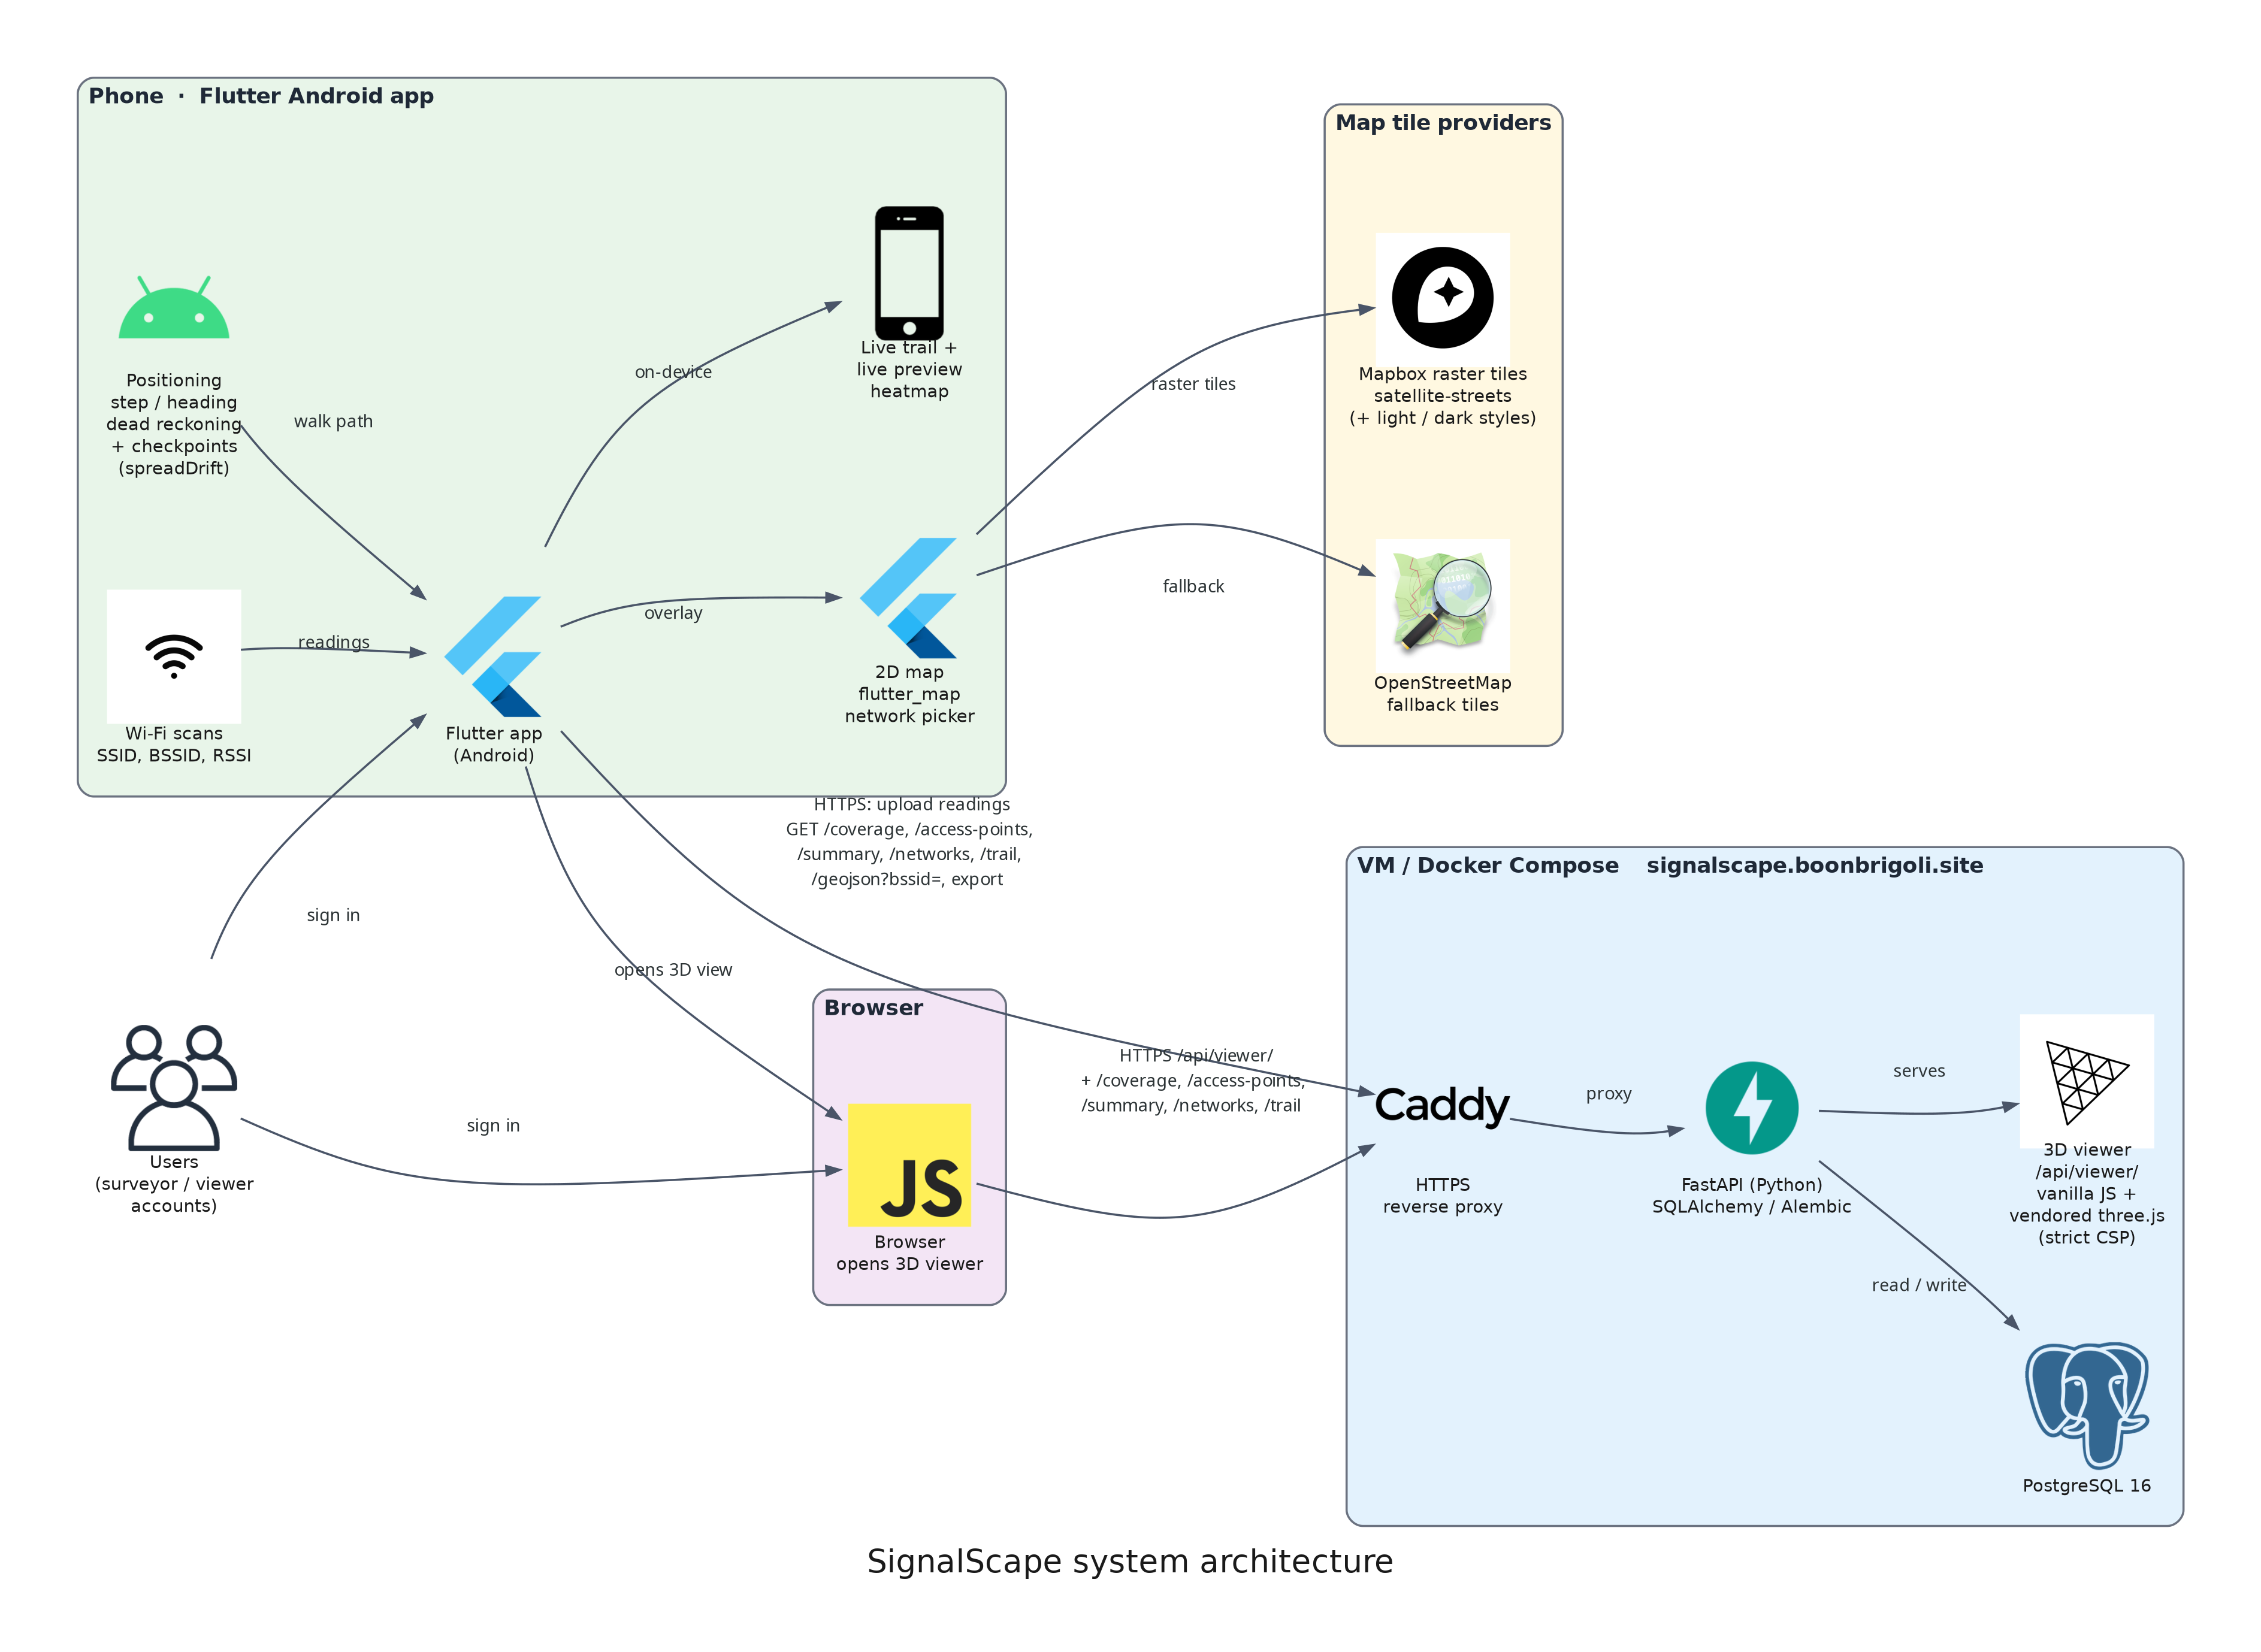 Phone · Flutter Android app
Map tile providers
Live trail +
live preview
heatmap
on-device
Positioning
step / heading
dead reckoning
+ checkpoints
(spreadDrift)
walk path
raster tiles
Mapbox raster tiles
satellite-streets
(+ light / dark styles)
readings
overlay
fallback
Wi-Fi scans
SSID, BSSID, RSSI
Flutter app
(Android)
2D map
flutter_map
network picker
OpenStreetMap
fallback tiles
HTTPS: upload readings
GET /coverage, /access-points,
/summary, /networks, /trail,
/geojson?bssid=, export
VM / Docker Compose    signalscape.boonbrigoli.site
sign in
opens 3D view
Browser
HTTPS /api/viewer/
+ /coverage, /access-points,
/summary, /networks, /trail
Caddy
HTTPS
reverse proxy
proxy
serves
FastAPI (Python)
SQLAlchemy / Alembic
3D viewer
/api/viewer/
vanilla JS +
vendored three.js
(strict CSP)
Users
(surveyor / viewer
accounts)
sign in
JS
Browser
opens 3D viewer
read / write
PostgreSQL 16
SignalScape system architecture